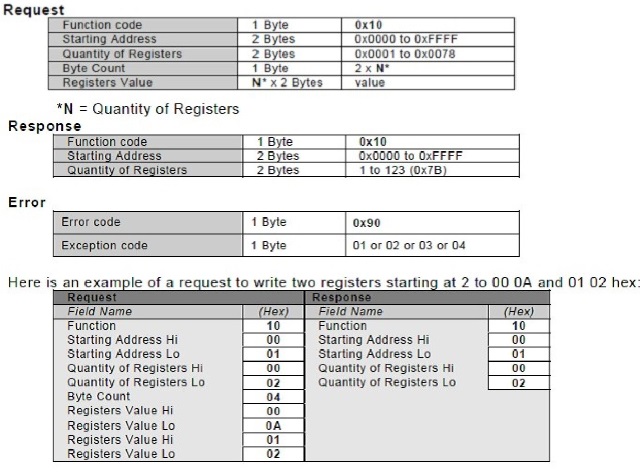 Request
Function code 1 Byte 0x10
Starting Address 2 Bytes 0x0000 to 0xFFFF
Quantity of Registers 2 Bytes 0x0001 to 0x0078
Byte Count 1 Byte 2 x N*
Registers Value N* x 2 Bytes value
*N = Quantity of Registers
Response
Function code 1 Byte 0x10
Starting Address 2 Bytes 0x0000 to 0xFFFF
Quantity of Registers 2 Bytes 1 to 123 (0x7B)
Error
Error code 1 Byte 0x90
Exception code 1 Byte 01 or 02 or 03 or 04
Here is an example of a request to write two registers starting at 2 to 00 0A and 01 02 hex:
Request Response
Field Name (Hex) Field Name (Hex)
Function 10 Function 10
Starting Address Hi 00 Starting Address Hi 00
Starting Address Lo 01 Starting Address Lo 01
Quantity of Registers Hi 00 Quantity of Registers Hi 00
Quantity of Registers Lo 02 Quantity of Registers Lo 02
Byte Count 04
Registers Value Hi 00
Registers Value Lo 0A
Registers Value Hi 01
Registers Value Lo 02